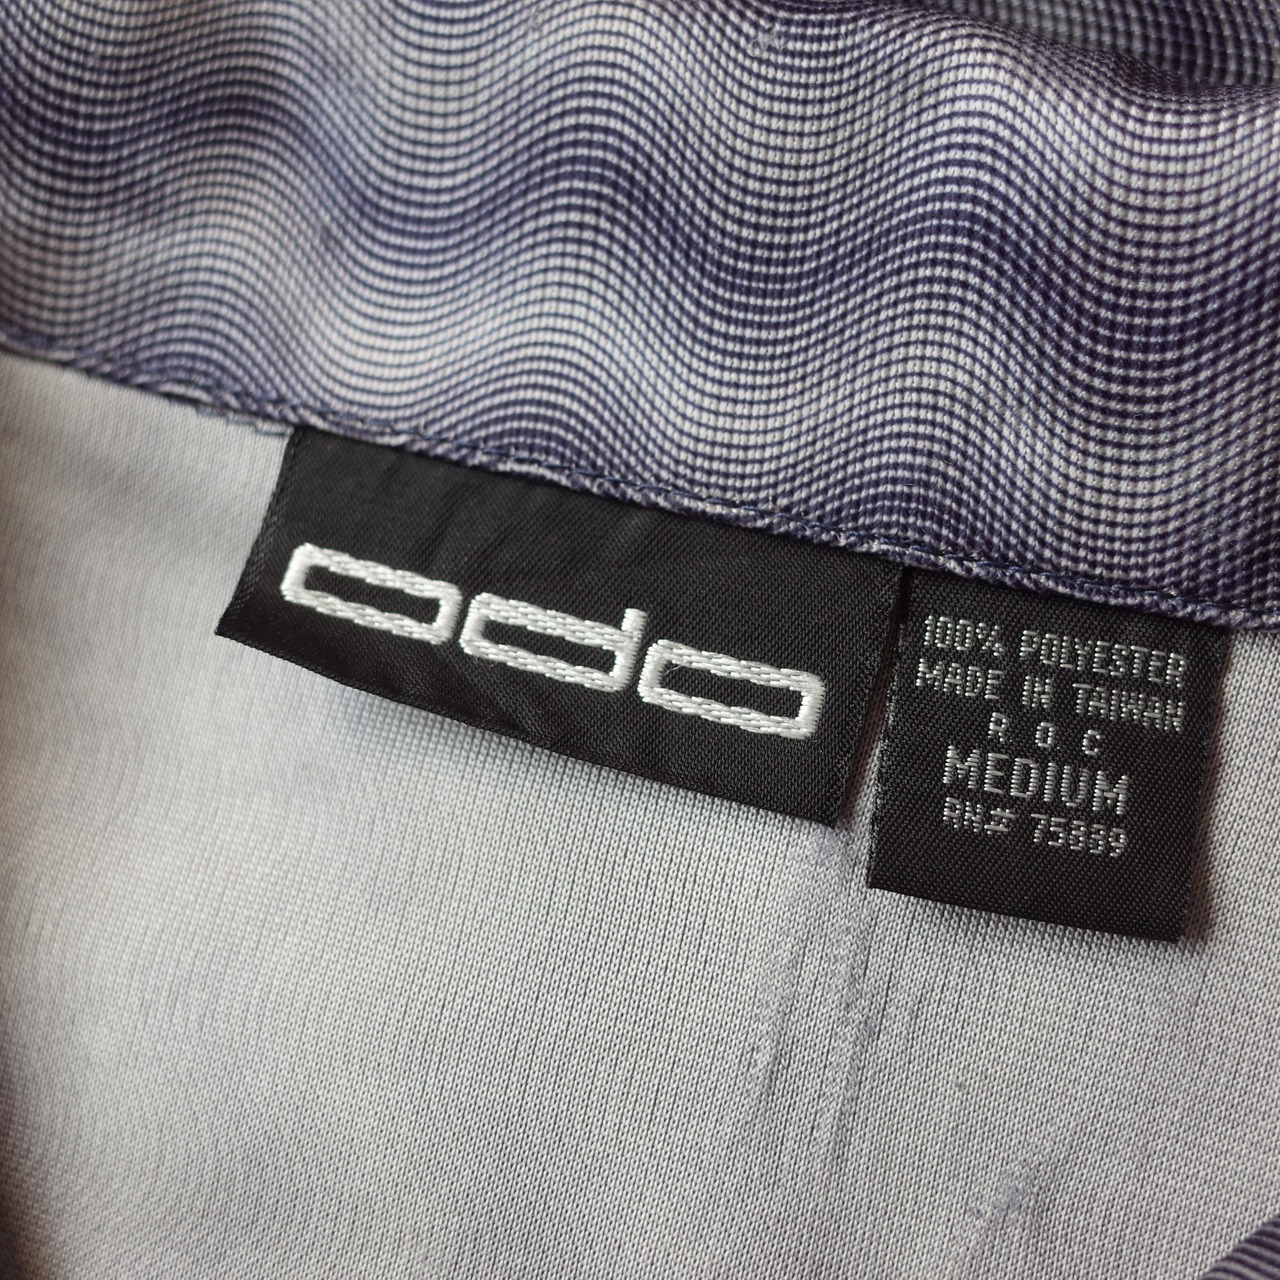 odo
100% POLYESTER
MADE IN TAIWAN
R O C
MEDIUM
RN# 75889